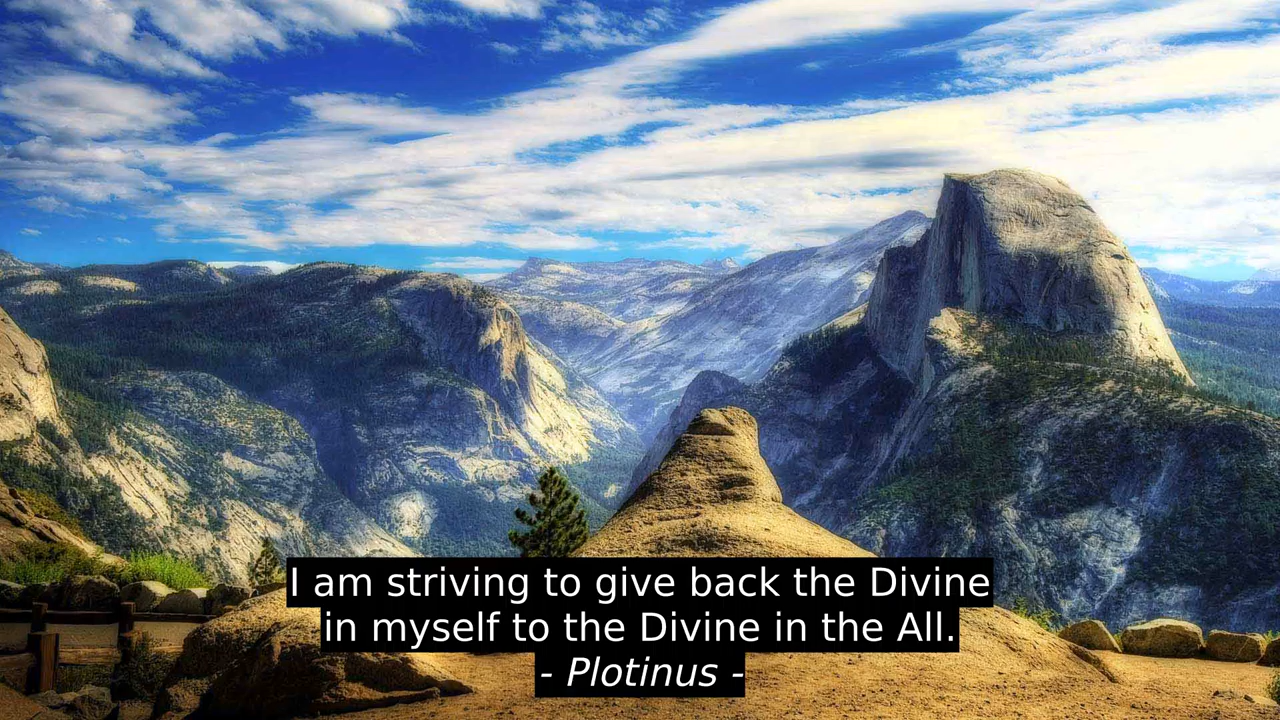 I am striving to give back the Divine
in myself to the Divine in the All.
- Plotinus -